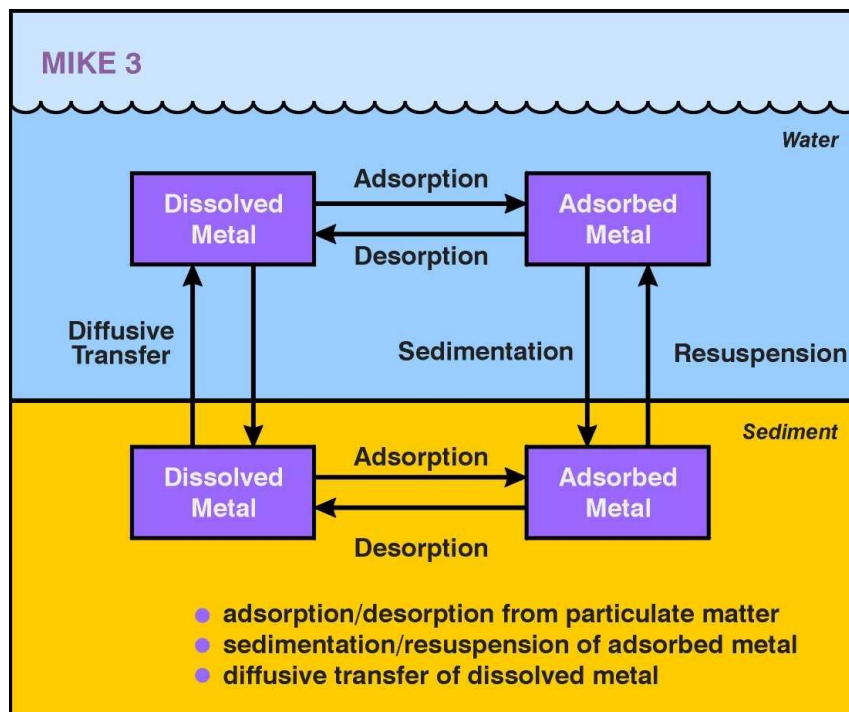 MIKE 3
Water
Adsorption
Dissolved
Metal
Adsorbed
Metal
Desorption
Diffusive
Transfer
Sedimentation
Resuspension
Sediment
Adsorption
Dissolved
Metal
Adsorbed
Metal
Desorption
adsorption/desorption from particulate matter
sedimentation/resuspension of adsorbed metal
diffusive transfer of dissolved metal